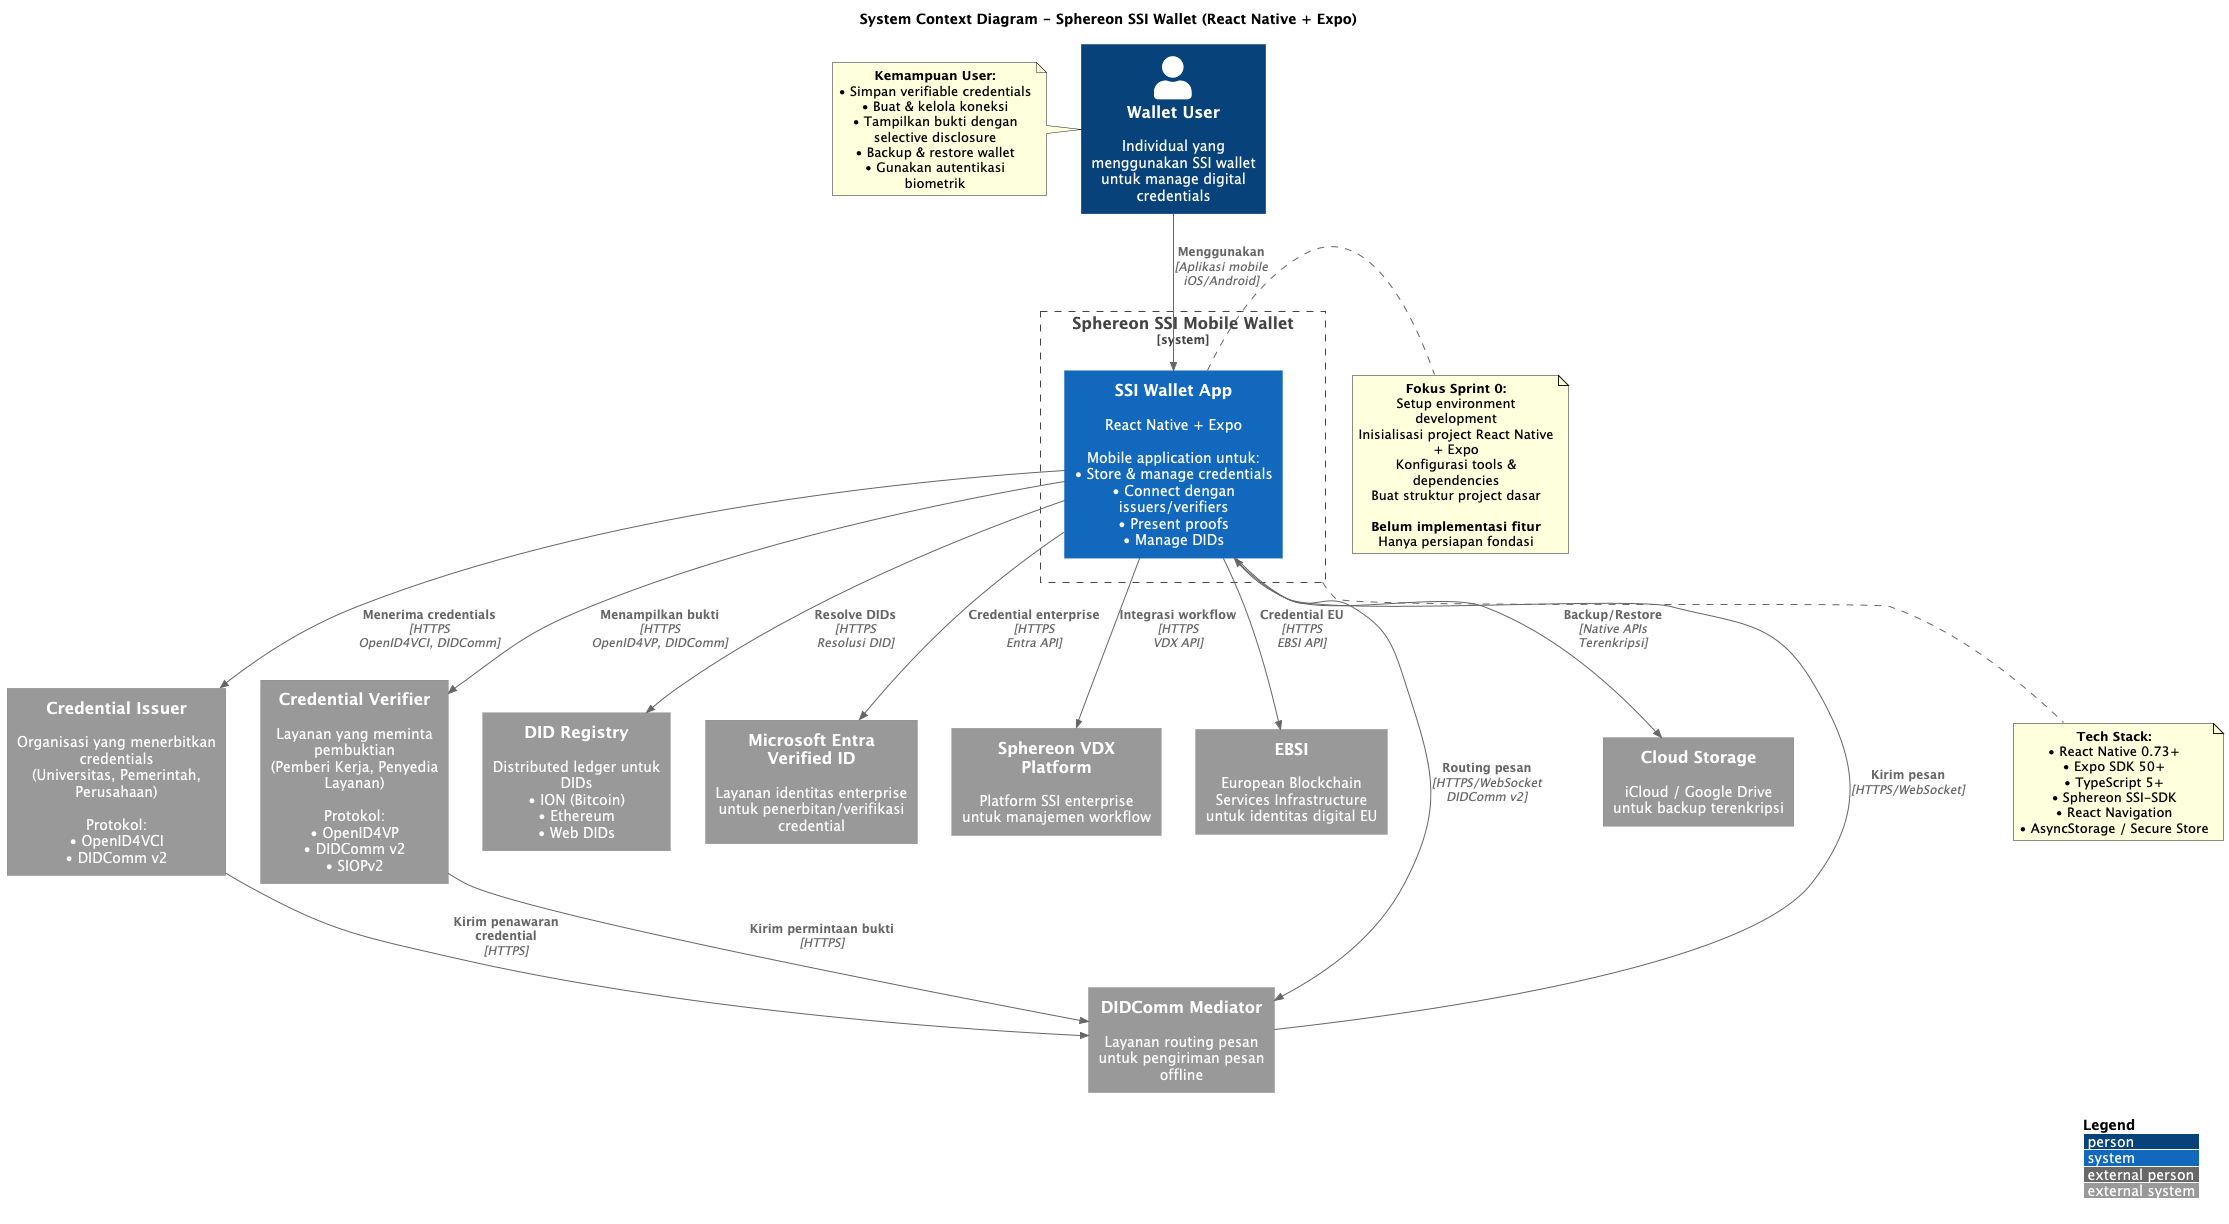 System Context Diagram - Sphereon SSI Wallet (React Native + Expo)
Kemampuan User:
• Simpan verifiable credentials
• Buat & kelola koneksi
• Tampilkan bukti dengan
selective disclosure
• Backup & restore wallet
• Gunakan autentikasi
biometrik
Wallet User
Individual yang
menggunakan SSI wallet
untuk manage digital
credentials
Menggunakan
[Aplikasi mobile
iOS/Android]
Sphereon SSI Mobile Wallet
[system]
SSI Wallet App
React Native + Expo
Mobile application untuk:
• Store & manage credentials
• Connect dengan
issuers/verifiers
• Present proofs
• Manage DIDs
Fokus Sprint 0:
Setup environment
development
Inisialisasi project React Native
+ Expo
Konfigurasi tools &
dependencies
Buat struktur project dasar
Belum implementasi fitur
Hanya persiapan fondasi
Menerima credentials
[HTTPS
OpenID4VCI, DIDComm]
Menampilkan bukti
[HTTPS
OpenID4VP, DIDComm]
Resolve DIDs
[HTTPS
Resolusi DID]
Credential enterprise
[HTTPS
Entra API]
Integrasi workflow
[HTTPS
VDX API]
Credential EU
[HTTPS
EBSI API]
Backup/Restore
[Native APIs
Terenkripsi]
Credential Issuer
Organisasi yang menerbitkan
credentials
(Universitas, Pemerintah,
Perusahaan)
Protokol:
• OpenID4VCI
• DIDComm v2
Credential Verifier
Layanan yang meminta
pembuktian
(Pemberi Kerja, Penyedia
Layanan)
Protokol:
• OpenID4VP
• DIDComm v2
• SIOPv2
DID Registry
Distributed ledger untuk
DIDs
• ION (Bitcoin)
• Ethereum
• Web DIDs
Microsoft Entra
Verified ID
Layanan identitas enterprise
untuk penerbitan/verifikasi
credential
Sphereon VDX
Platform
Platform SSI enterprise
untuk manajemen workflow
EBSI
European Blockchain
Services Infrastructure
untuk identitas digital EU
Routing pesan
[HTTPS/WebSocket
DIDComm v2]
Cloud Storage
iCloud / Google Drive
untuk backup terenkripsi
Kirim pesan
[HTTPS/WebSocket]
Tech Stack:
• React Native 0.73+
• Expo SDK 50+
• TypeScript 5+
• Sphereon SSI-SDK
• React Navigation
• AsyncStorage / Secure Store
Kirim penawaran
credential
[HTTPS]
Kirim permintaan bukti
[HTTPS]
DIDComm Mediator
Layanan routing pesan
untuk pengiriman pesan
offline
Legend
person
system
external person
external system